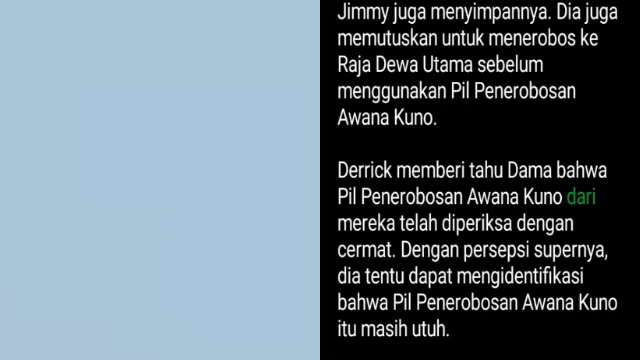 Jimmy juga menyimpannya. Dia juga
memutuskan untuk menerobos ke
Raja Dewa Utama sebelum
menggunakan Pil Penerobosan
Awana Kuno.
Derrick memberi tahu Dama bahwa
Pil Penerobosan Awana Kuno dari
mereka telah diperiksa dengan
cermat. Dengan persepsi supernya,
dia tentu dapat mengidentifikasi
bahwa Pil Penerobosan Awana Kuno
itu masih utuh.